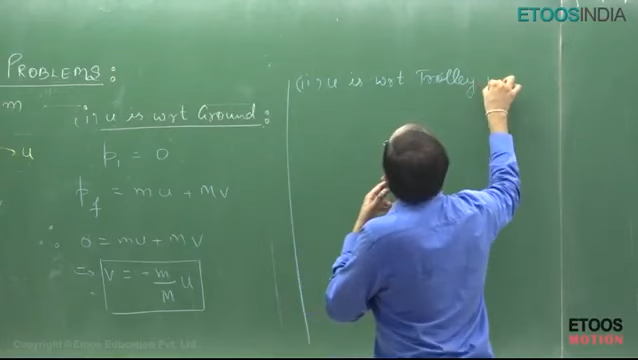 ETOOSINDIA
PROBLEMS :
m
u
(i) u is wrt Ground :
p₁ = 0
p_f = mu + MV
∴ 0 = mu + MV
⇒ V = - m/M u
(ii) u is wrt Trolley
Copyright © Etoos Education Pvt. Ltd.
ETOOS
MOTION